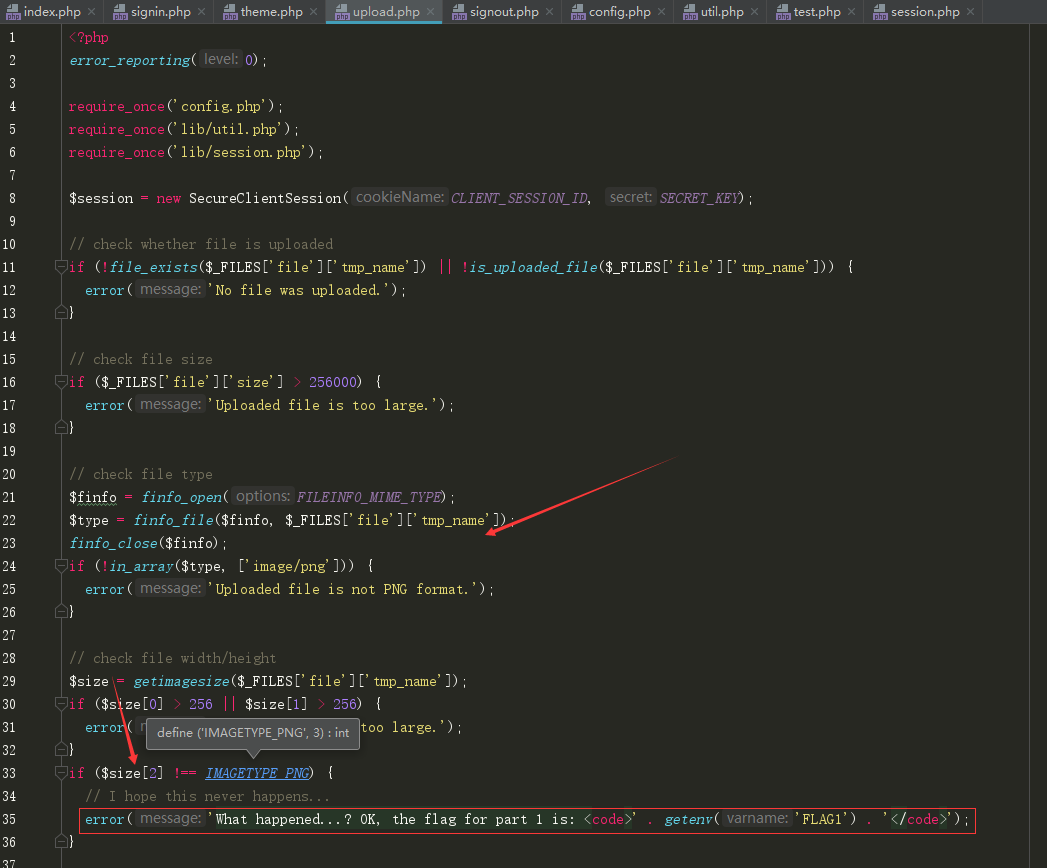 index.php signin.php theme.php upload.php signout.php config.php util.php test.php session.php
1 <?php
2 error_reporting( level: 0);
3
4 require_once('config.php');
5 require_once('lib/util.php');
6 require_once('lib/session.php');
7
8 $session = new SecureClientSession( cookieName: CLIENT_SESSION_ID, secret: SECRET_KEY);
9
10 // check whether file is uploaded
11 if (!file_exists($_FILES['file']['tmp_name']) || !is_uploaded_file($_FILES['file']['tmp_name'])) {
12 error( message: 'No file was uploaded.');
13 }
14
15 // check file size
16 if ($_FILES['file']['size'] > 256000) {
17 error( message: 'Uploaded file is too large.');
18 }
19
20 // check file type
21 $finfo = finfo_open( options: FILEINFO_MIME_TYPE);
22 $type = finfo_file($finfo, $_FILES['file']['tmp_name']);
23 finfo_close($finfo);
24 if (!in_array($type, ['image/png'])) {
25 error( message: 'Uploaded file is not PNG format.');
26 }
27
28 // check file width/height
29 $size = getimagesize($_FILES['file']['tmp_name']);
30 if ($size[0] > 256 || $size[1] > 256) {
31 error( too large.');
define ('IMAGETYPE_PNG', 3) : int
32 }
33 if ($size[2] !== IMAGETYPE_PNG) {
34 // I hope this never happens...
35 error( message: 'What happened...? OK, the flag for part 1 is: <code>' . getenv( varname: 'FLAG1') . '</code>');
36 }
37